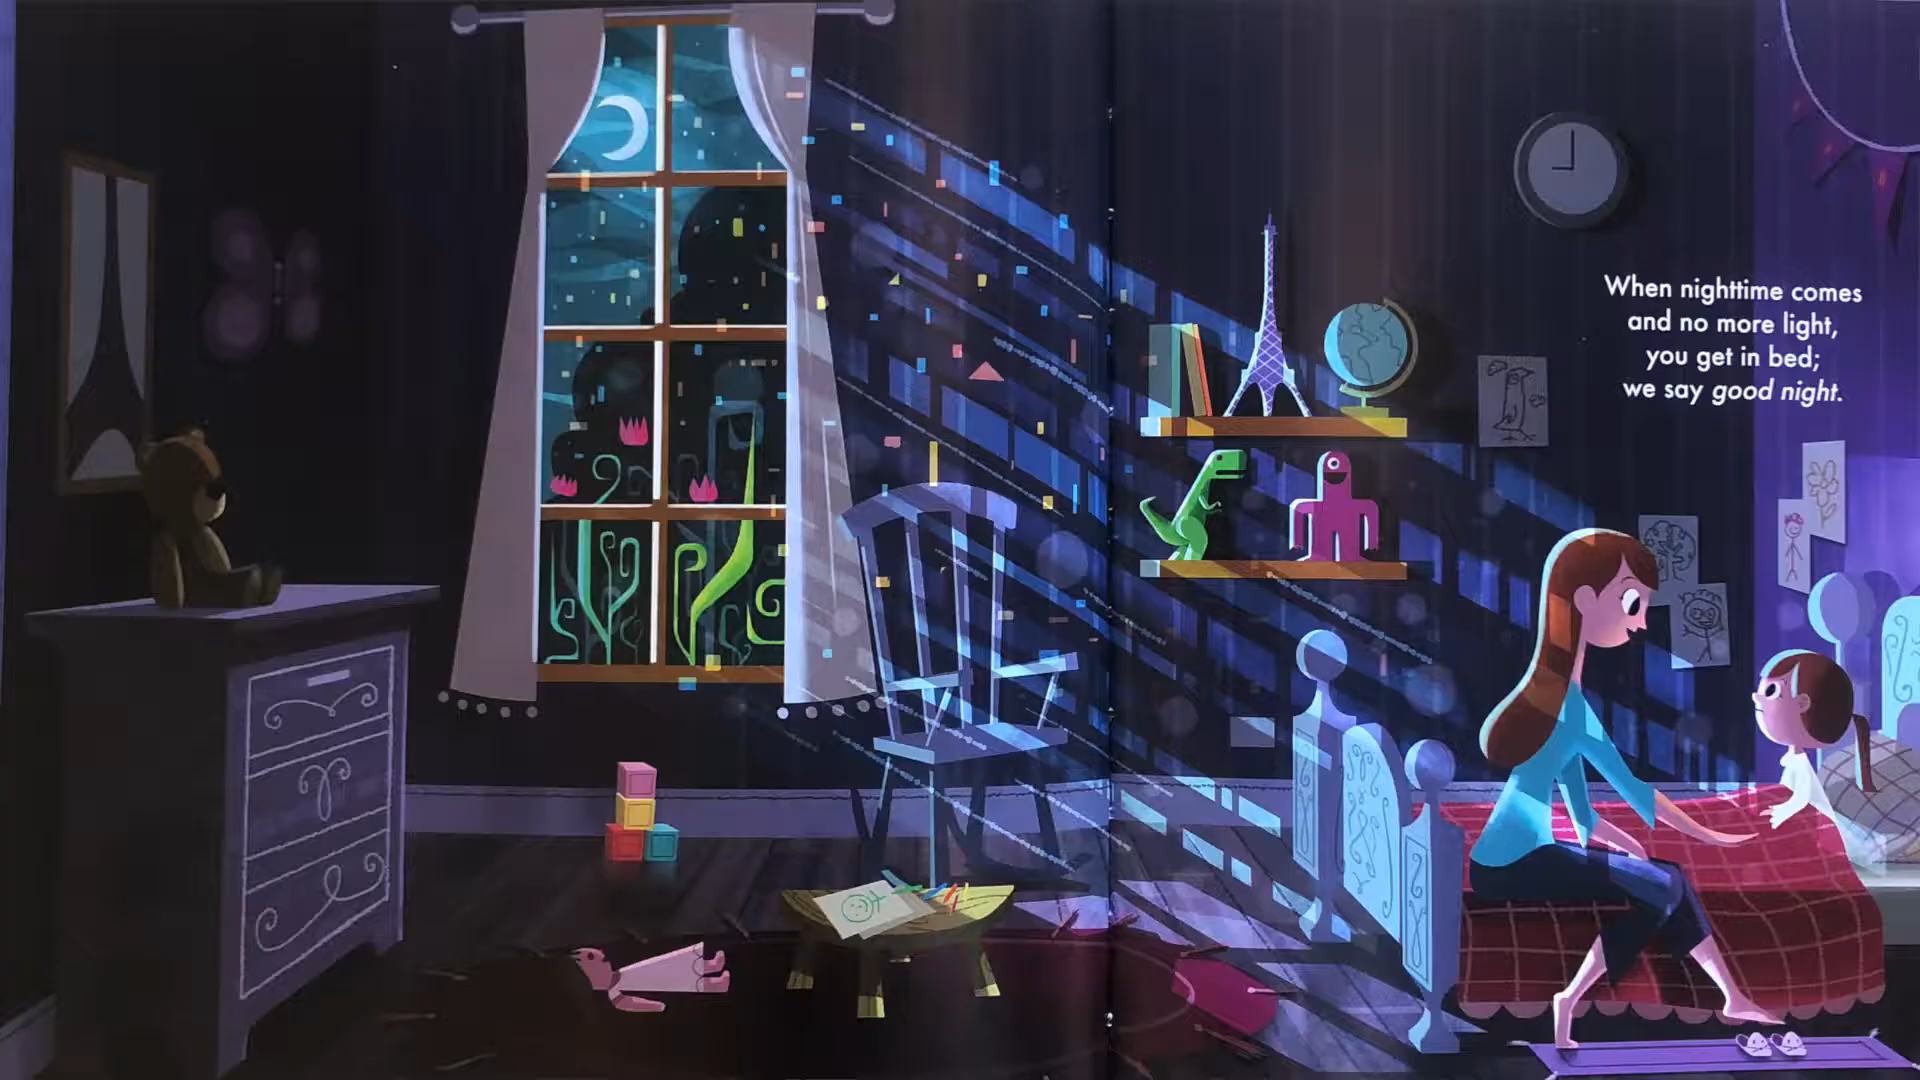 When nighttime comes
and no more light,
you get in bed;
we say good night.